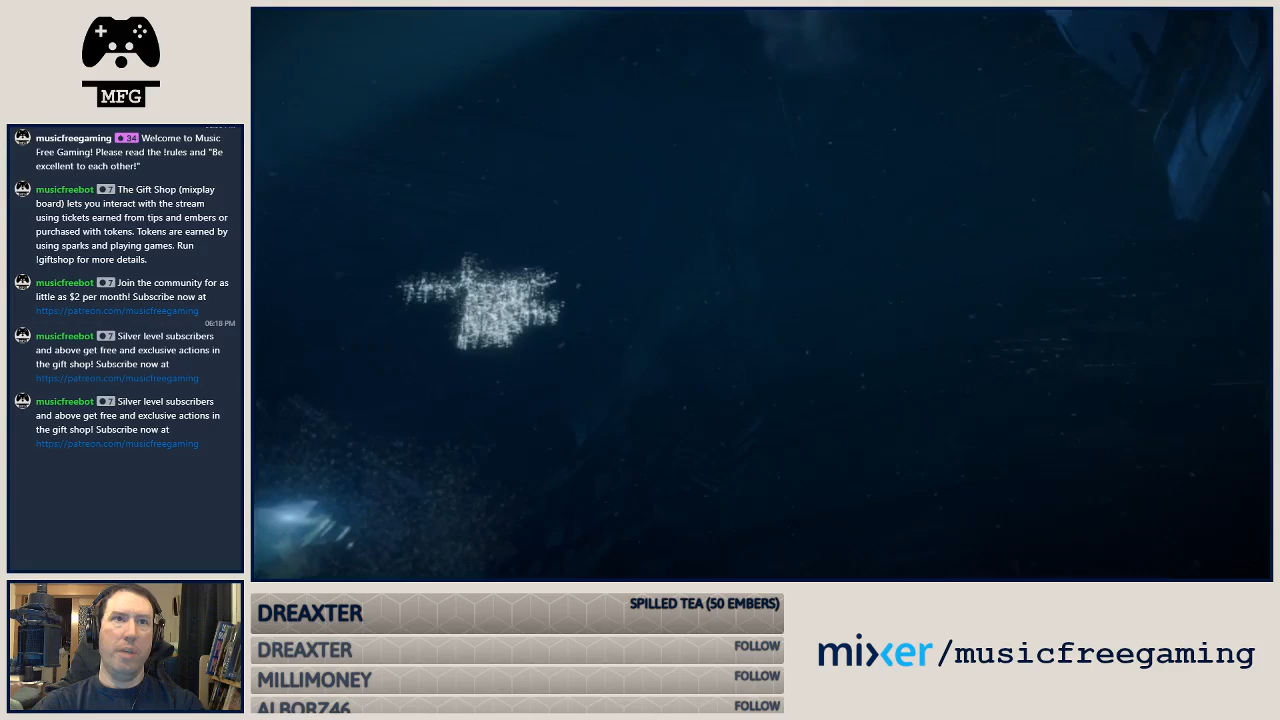 MFG
musicfreegaming 34 Welcome to Music
Free Gaming! Please read the !rules and "Be
excellent to each other!"
musicfreebot 7 The Gift Shop (mixplay
board) lets you interact with the stream
using tickets earned from tips and embers or
purchased with tokens. Tokens are earned by
using sparks and playing games. Run
!giftshop for more details.
musicfreebot 7 Join the community for as
little as $2 per month! Subscribe now at
https://patreon.com/musicfreegaming
06:18 PM
musicfreebot 7 Silver level subscribers
and above get free and exclusive actions in
the gift shop! Subscribe now at
https://patreon.com/musicfreegaming
musicfreebot 7 Silver level subscribers
and above get free and exclusive actions in
the gift shop! Subscribe now at
https://patreon.com/musicfreegaming
DREAXTER SPILLED TEA (50 EMBERS)
DREAXTER FOLLOW
MILLIMONEY FOLLOW
ALBORZ46 FOLLOW
mixer/musicfreegaming